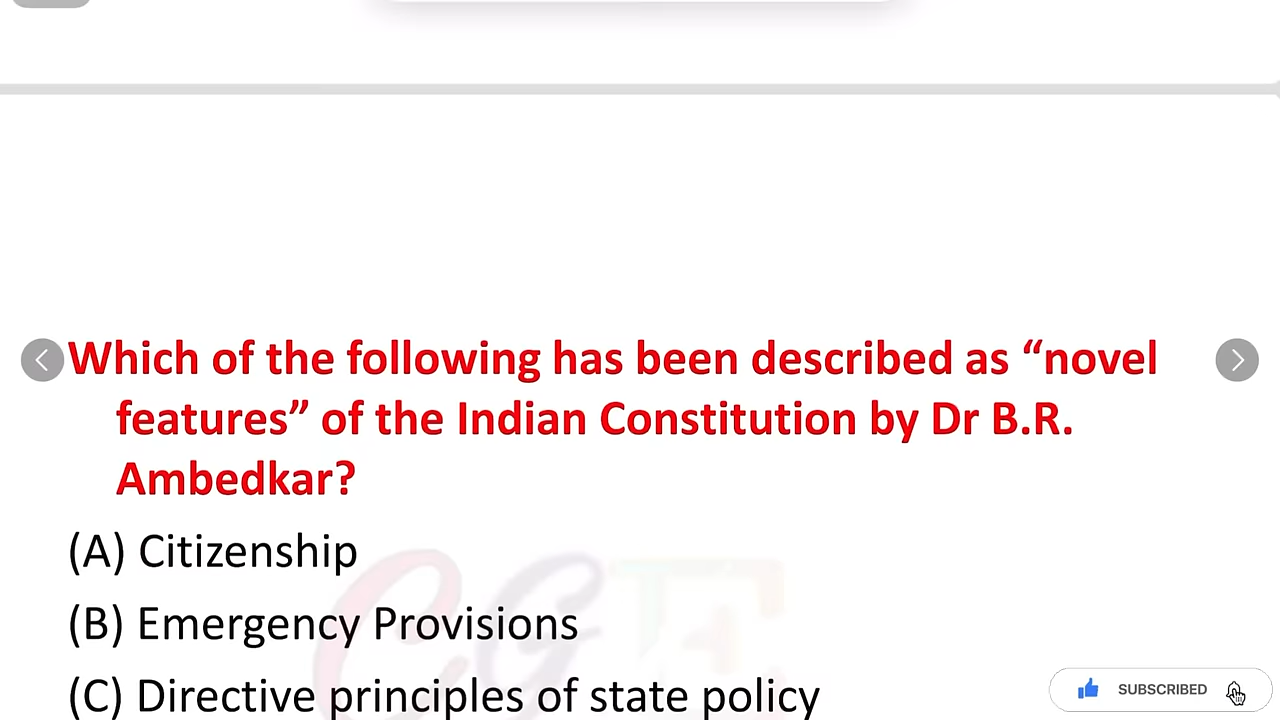 Which of the following has been described as “novel
features” of the Indian Constitution by Dr B.R.
Ambedkar?
(A) Citizenship
(B) Emergency Provisions
(C) Directive principles of state policy
CGE
SUBSCRIBED